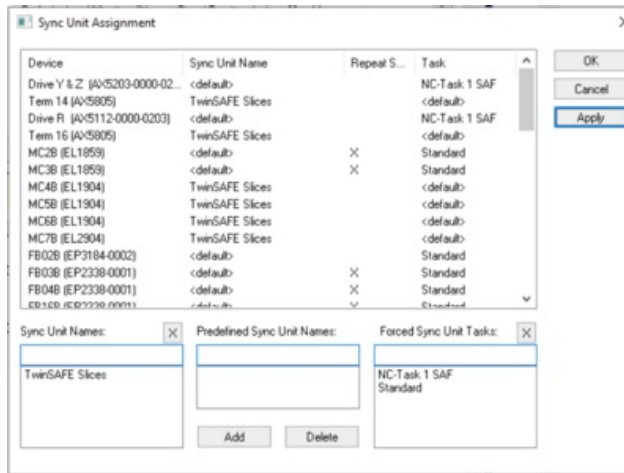 Sync Unit Assignment
Device Sync Unit Name Repeat S... Task
Drive Y & Z (AX5203-0000-02... <default> NC-Task 1 SAF
Term 14 (AX5805) TwinSAFE Slices <default>
Drive R (AX5112-0000-0203) <default> NC-Task 1 SAF
Term 16 (AX5805) TwinSAFE Slices <default>
MC2B (EL1859) <default> X Standard
MC3B (EL1859) <default> X Standard
MC4B (EL1904) TwinSAFE Slices <default>
MC5B (EL1904) TwinSAFE Slices <default>
MC6B (EL1904) TwinSAFE Slices <default>
MC7B (EL2904) TwinSAFE Slices <default>
FB02B (EP3184-0002) <default> Standard
FB03B (EP2338-0001) <default> X Standard
FB04B (EP2338-0001) <default> X Standard
<default> X Standard
OK
Cancel
Apply
Sync Unit Names: X Predefined Sync Unit Names: Forced Sync Unit Tasks: X
TwinSAFE Slices NC-Task 1 SAF
Standard
Add Delete